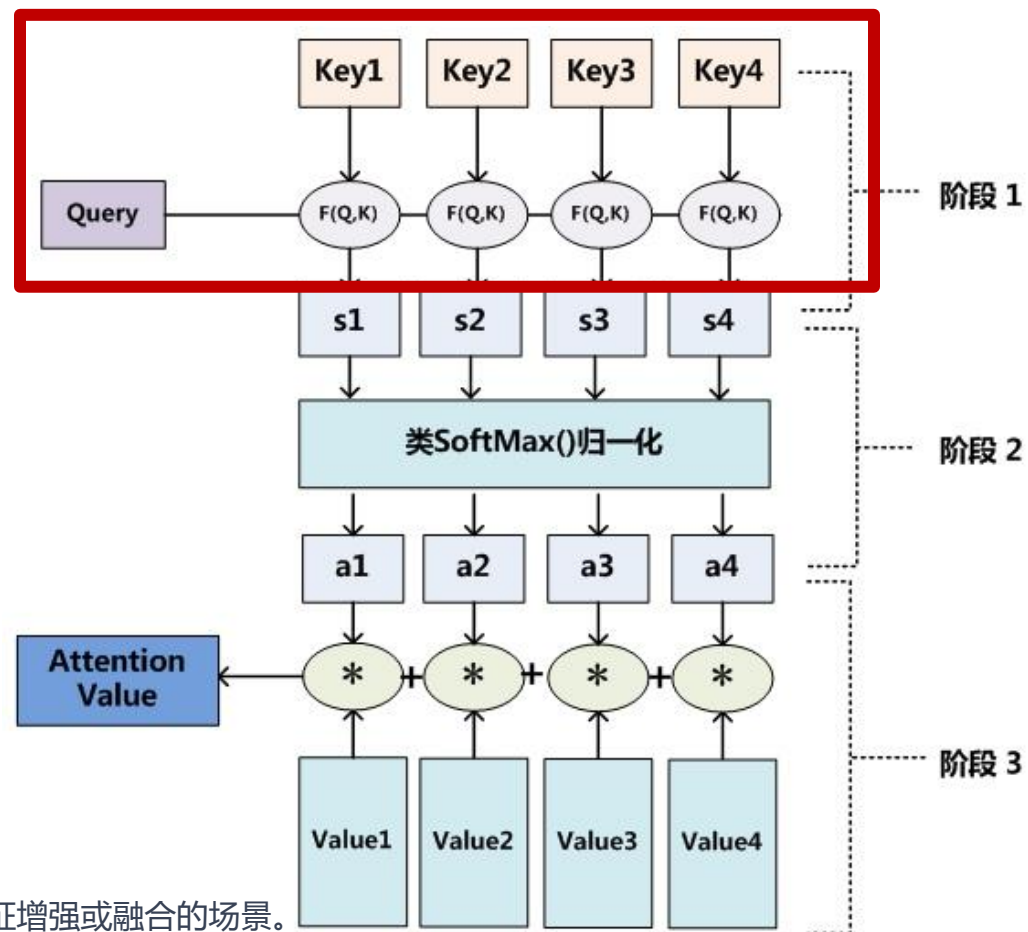 Key1 Key2 Key3 Key4
阶段 1
Query F(Q,K) F(Q,K) F(Q,K) F(Q,K)
s1 s2 s3 s4
类SoftMax()归一化
阶段 2
a1 a2 a3 a4
Attention
Value
* + * + * + *
阶段 3
Value1 Value2 Value3 Value4
征增强或融合的场景。